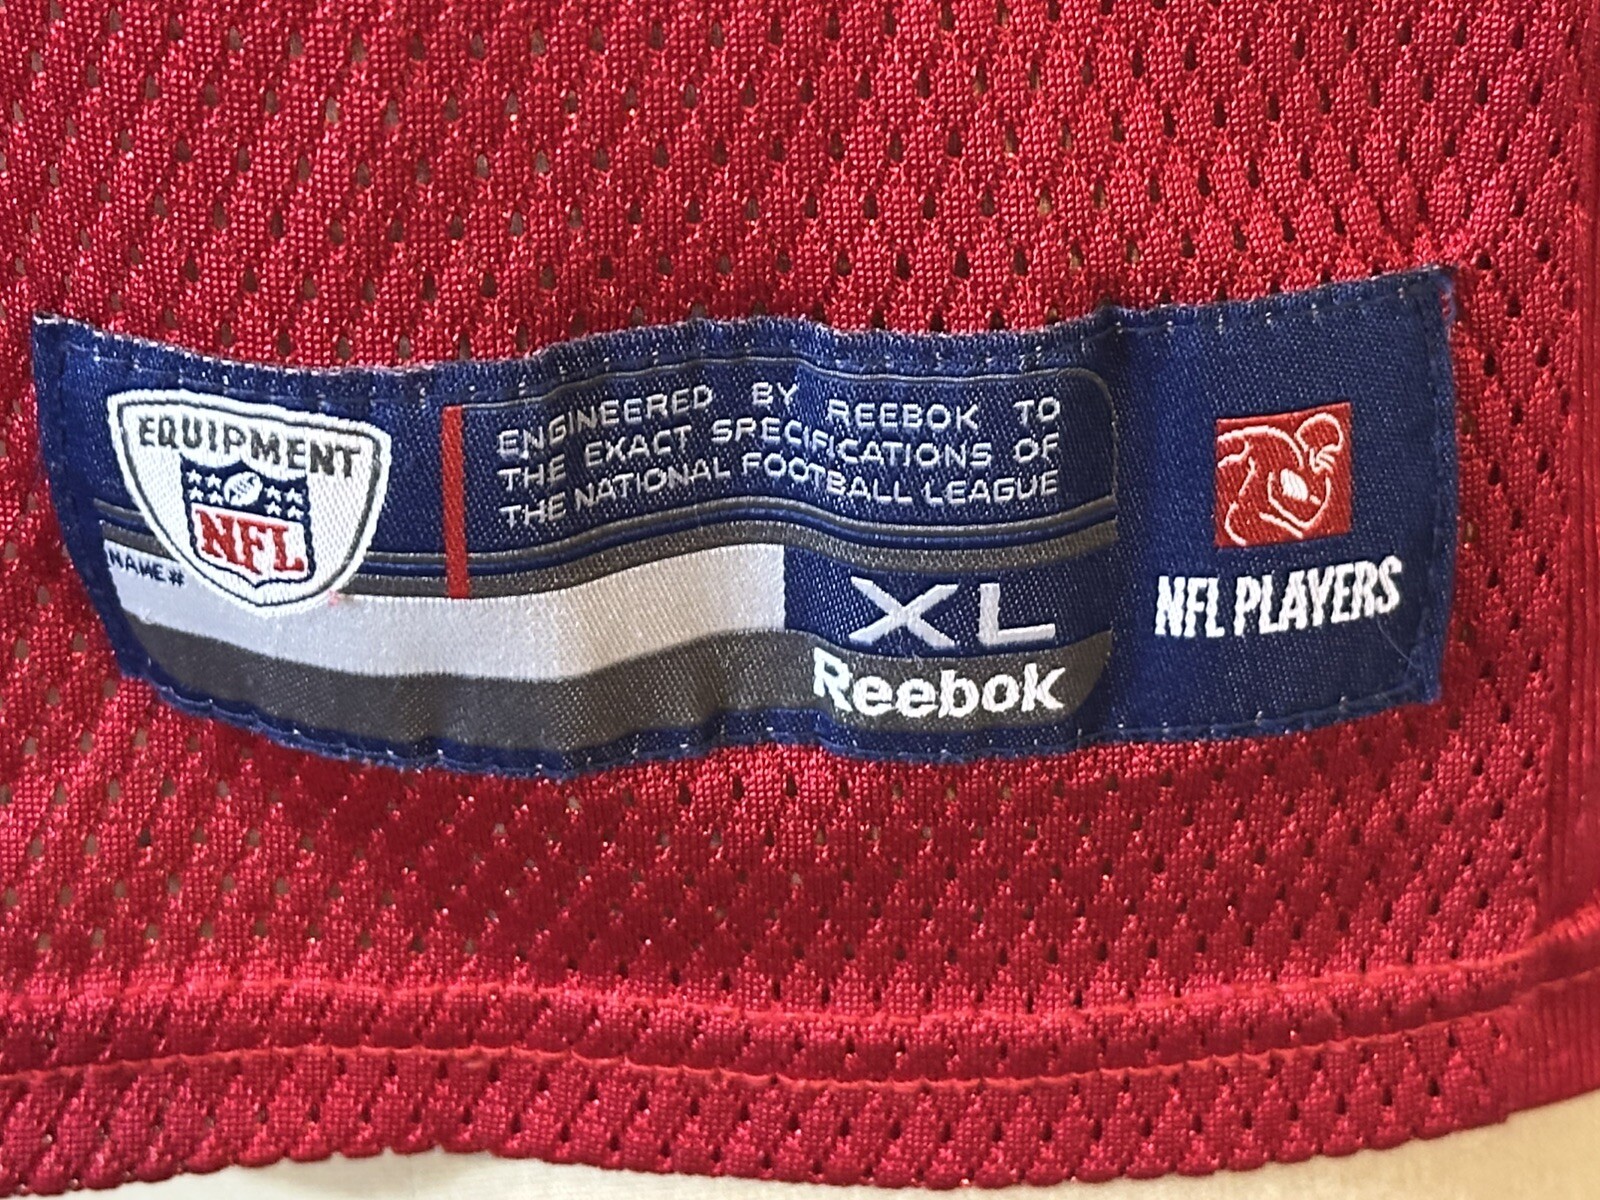 EQUIPMENT
NFL
NAME #
ENGINEERED BY REEBOK TO
THE EXACT SPECIFICATIONS OF
THE NATIONAL FOOTBALL LEAGUE
XL
Reebok
NFL PLAYERS